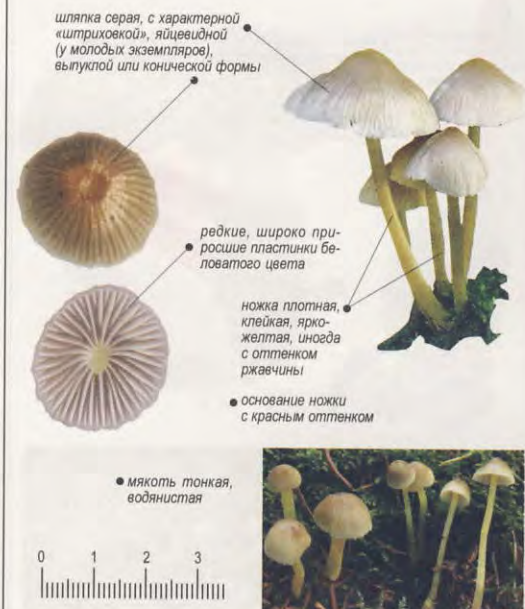 шляпка серая, с характерной
«штриховкой», яйцевидной
(у молодых экземпляров),
выпуклой или конической формы
редкие, широко при-
росшие пластинки бе-
ловатого цвета
ножка плотная,
клейкая, ярко-
желтая, иногда
с оттенком
ржавчины
основание ножки
с красным оттенком
мякоть тонкая,
водянистая
0 1 2 3